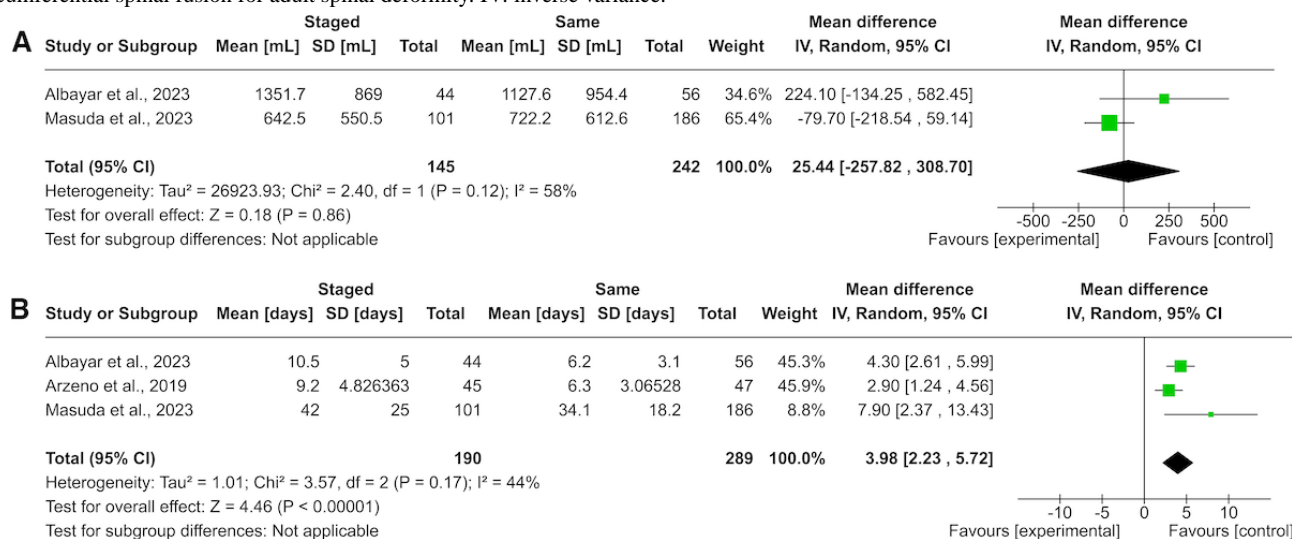 cumferential spinal fusion for adult spinal deformity. IV: inverse variance.
A
Staged Same Mean difference Mean difference
Study or Subgroup Mean [mL] SD [mL] Total Mean [mL] SD [mL] Total Weight IV, Random, 95% CI IV, Random, 95% CI
Albayar et al., 2023 1351.7 869 44 1127.6 954.4 56 34.6% 224.10 [-134.25 , 582.45]
Masuda et al., 2023 642.5 550.5 101 722.2 612.6 186 65.4% -79.70 [-218.54 , 59.14]
Total (95% CI) 145 242 100.0% 25.44 [-257.82 , 308.70]
Heterogeneity: Tau² = 26923.93; Chi² = 2.40, df = 1 (P = 0.12); I² = 58%
Test for overall effect: Z = 0.18 (P = 0.86)
Test for subgroup differences: Not applicable
-500 -250 0 250 500
Favours [experimental] Favours [control]
B
Staged Same Mean difference Mean difference
Study or Subgroup Mean [days] SD [days] Total Mean [days] SD [days] Total Weight IV, Random, 95% CI IV, Random, 95% CI
Albayar et al., 2023 10.5 5 44 6.2 3.1 56 45.3% 4.30 [2.61 , 5.99]
Arzeno et al., 2019 9.2 4.826363 45 6.3 3.06528 47 45.9% 2.90 [1.24 , 4.56]
Masuda et al., 2023 42 25 101 34.1 18.2 186 8.8% 7.90 [2.37 , 13.43]
Total (95% CI) 190 289 100.0% 3.98 [2.23 , 5.72]
Heterogeneity: Tau² = 1.01; Chi² = 3.57, df = 2 (P = 0.17); I² = 44%
Test for overall effect: Z = 4.46 (P < 0.00001)
Test for subgroup differences: Not applicable
-10 -5 0 5 10
Favours [experimental] Favours [control]